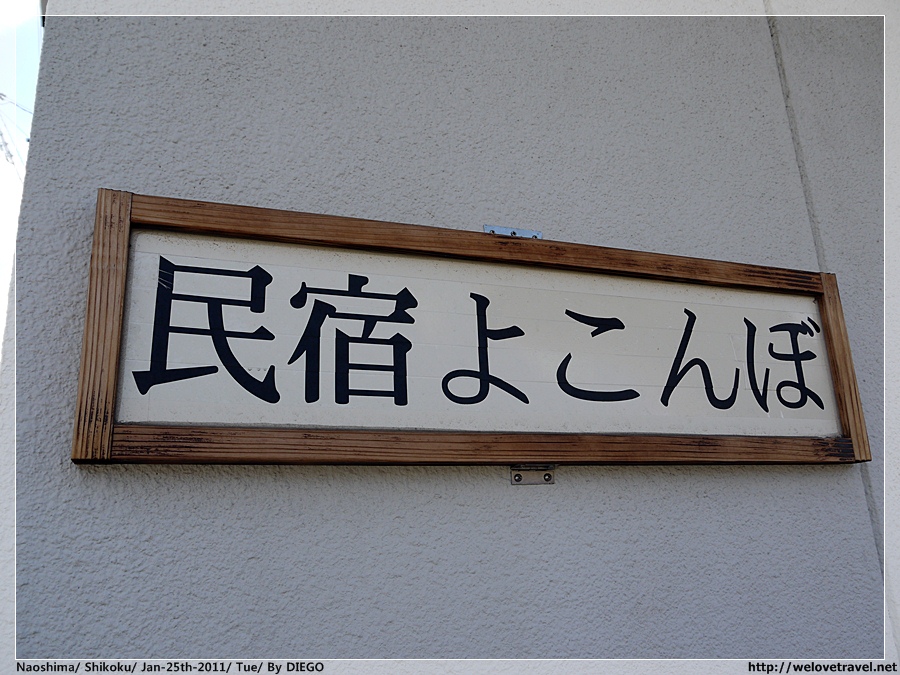 民宿よこんぼ
Naoshima/ Shikoku/ Jan-25th-2011/ Tue/ By DIEGO
http://welovetravel.net